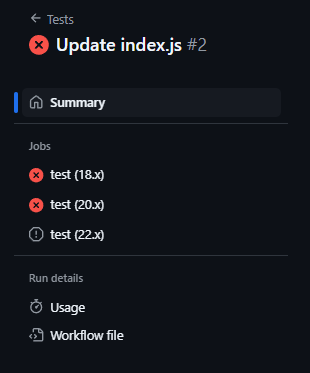 Tests
Update index.js #2
Summary
Jobs
test (18.x)
test (20.x)
test (22.x)
Run details
Usage
Workflow file